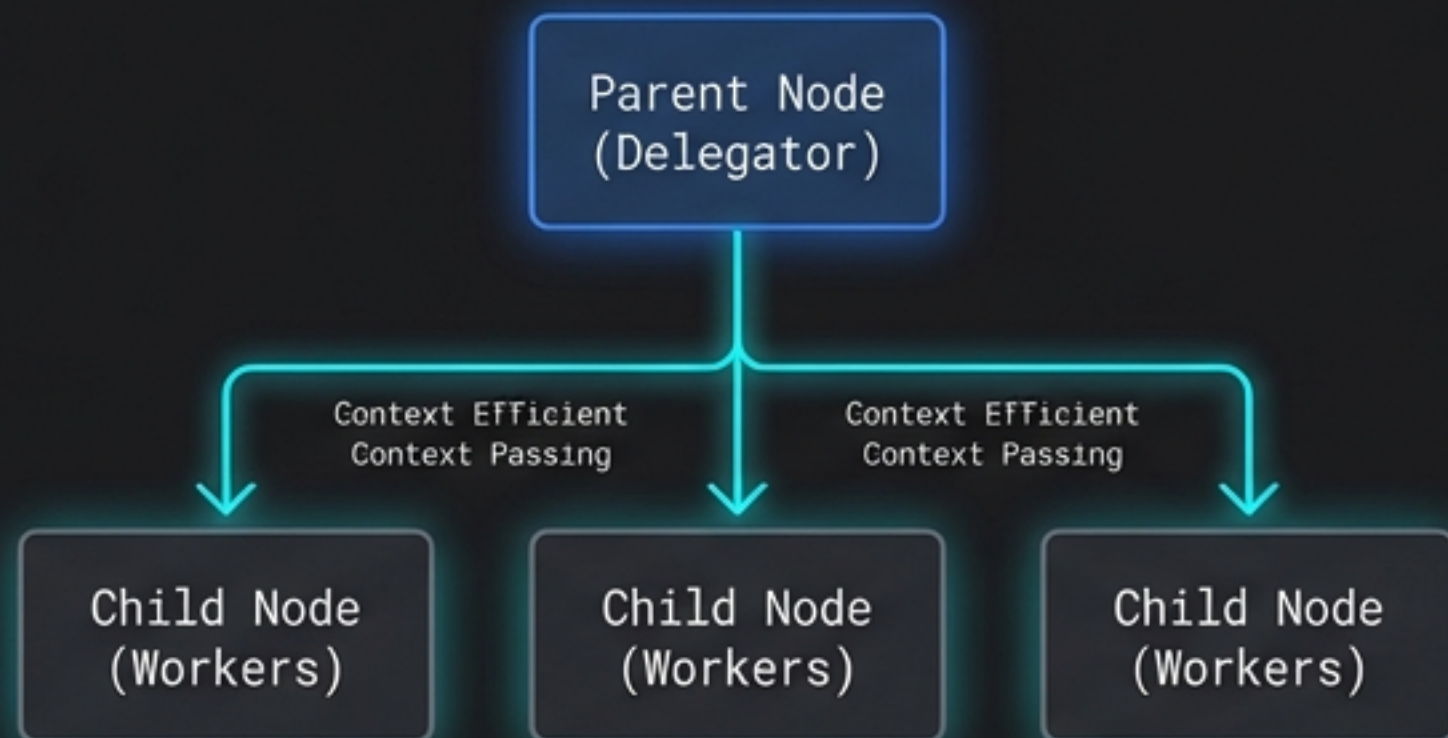 Parent Node
(Delegator)
Context Efficient
Context Passing
Context Efficient
Context Passing
Child Node
(Workers)
Child Node
(Workers)
Child Node
(Workers)